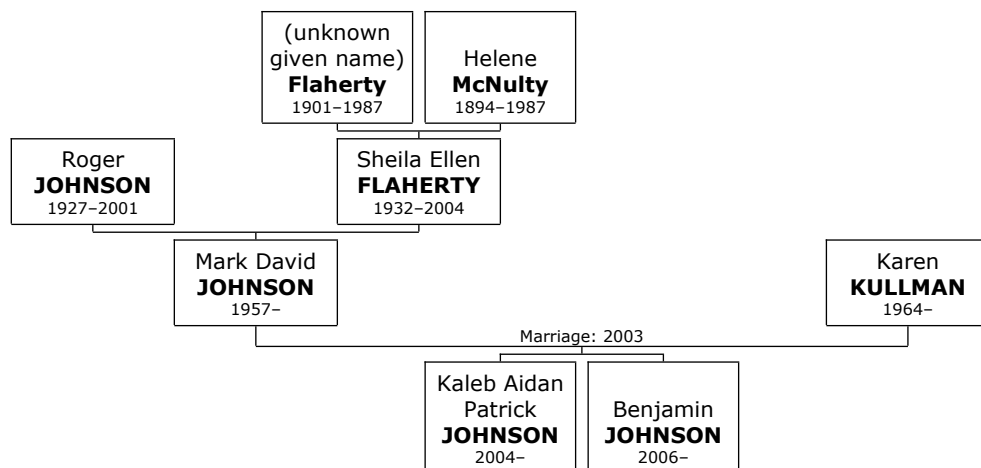 (unknown
given name)
Flaherty
1901–1987
Helene
McNulty
1894–1987
Roger
JOHNSON
1927–2001
Sheila Ellen
FLAHERTY
1932–2004
Mark David
JOHNSON
1957–
Karen
KULLMAN
1964–
Marriage: 2003
Kaleb Aidan
Patrick
JOHNSON
2004–
Benjamin
JOHNSON
2006–